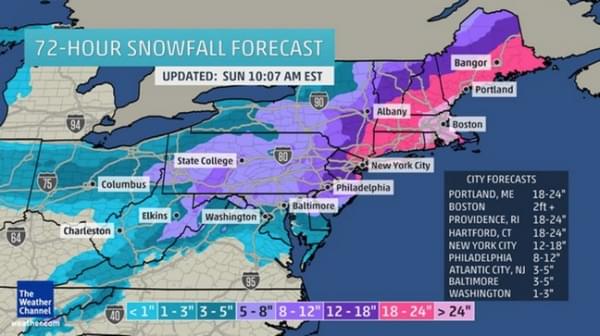 72-HOUR SNOWFALL FORECAST
UPDATED: SUN 10:07 AM EST
Bangor
Portland
90
Albany
Boston
94
State College
80
New York City
75
Columbus
Philadelphia
Elkins
Washington
Baltimore
Charleston
64
95
40
CITY FORECASTS
PORTLAND, ME 18-24"
BOSTON 2ft +
PROVIDENCE, RI 18-24"
HARTFORD, CT 18-24"
NEW YORK CITY 12-18"
PHILADELPHIA 8-12"
ATLANTIC CITY, NJ 3-5"
BALTIMORE 3-5"
WASHINGTON 1-3"
The
Weather
Channel
weather.com
< 1" 1 - 3" 3 - 5" 5 - 8" 8 - 12" 12 - 18" 18 - 24" > 24"